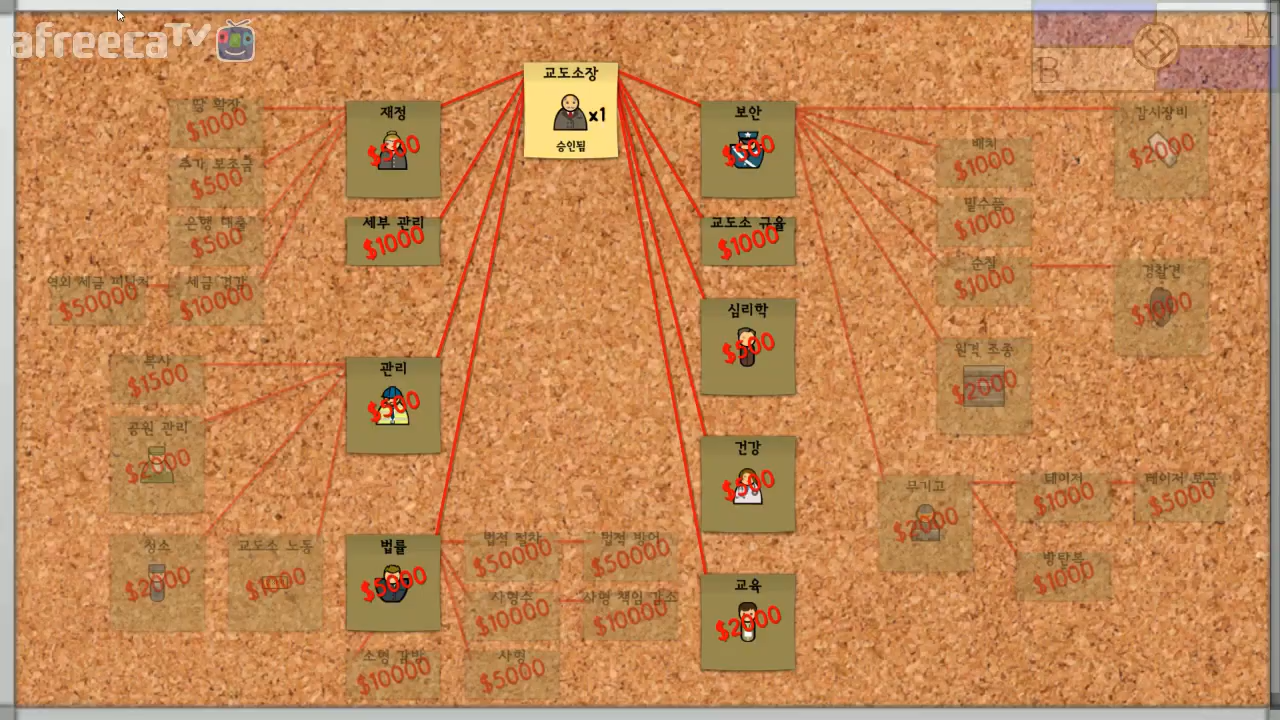 afreecaTV
교도소장
x1
승인됨
재정
$500
땅 확장
$1000
추가 보조금
$500
은행 대출
$500
세금 경감
$10000
역외 세금 피난처
$50000
세부 관리
$1000
관리
$500
복사
$1500
공원 관리
$2000
청소
$2000
교도소 노동
$1000
법률
$5000
법적 절차
$50000
법적 방어
$50000
사형수
$10000
사형 책임 감소
$10000
소형 감방
$10000
사형
$5000
보안
$500
교도소 규율
$1000
심리학
$500
건강
$500
교육
$2000
배치
$1000
밀수품
$1000
순찰
$1000
원격 조종
$2000
감시장비
$2000
경찰견
$1000
무기고
$2000
테이저
$1000
테이저 보급
$5000
방탄복
$1000
B
M